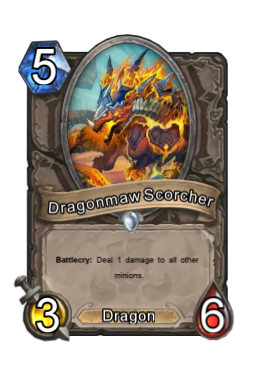 5
Dragonmaw Scorcher
Battlecry: Deal 1 damage to all other
minions.
3
Dragon
6